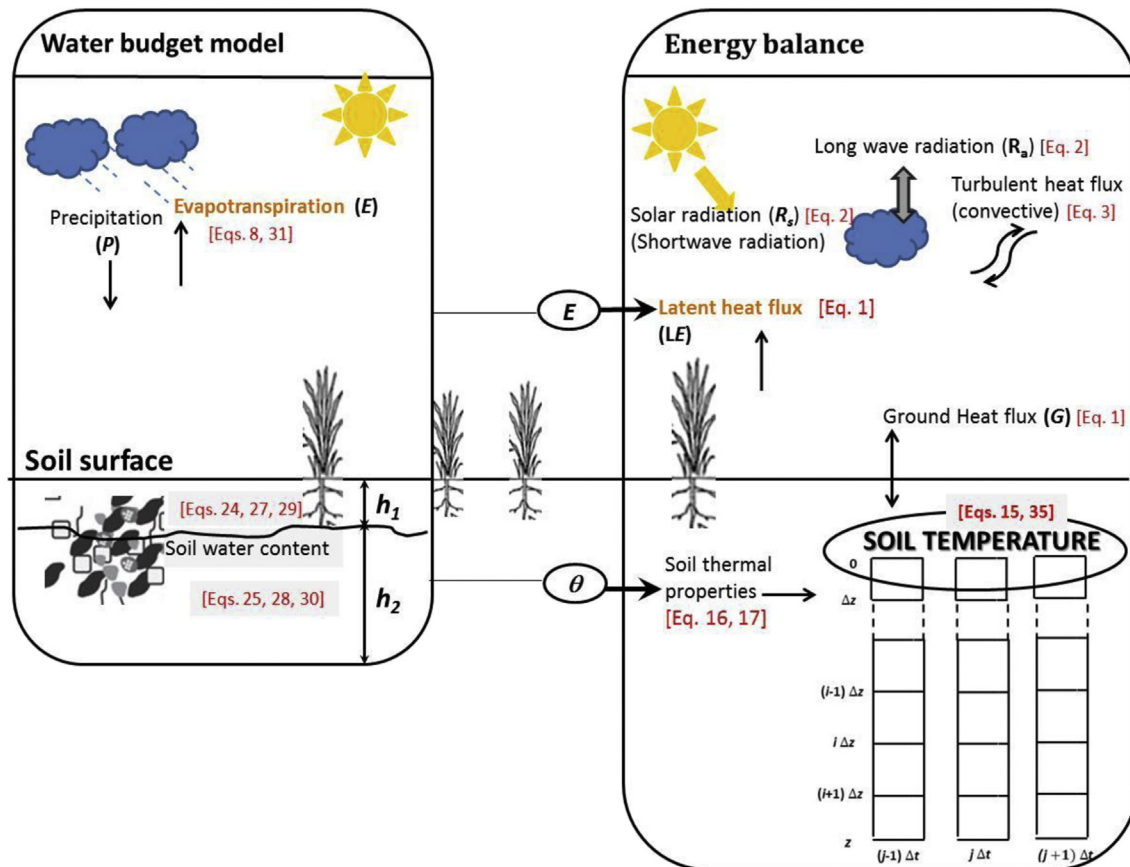 Water budget model
Precipitation
(P)
Evapotranspiration (E)
[Eqs. 8, 31]
Soil surface
[Eqs. 24, 27, 29]
Soil water content
[Eqs. 25, 28, 30]
h1
h2
E
θ
Energy balance
Long wave radiation (Ra) [Eq. 2]
Solar radiation (Rs) [Eq. 2]
(Shortwave radiation)
Turbulent heat flux
(convective) [Eq. 3]
Latent heat flux [Eq. 1]
(LE)
Ground Heat flux (G) [Eq. 1]
[Eqs. 15, 35]
SOIL TEMPERATURE
Soil thermal
properties
[Eq. 16, 17]
0
Δz
(i-1) Δz
i Δz
(i+1) Δz
z
(j-1) Δt
j Δt
(j +1) Δt